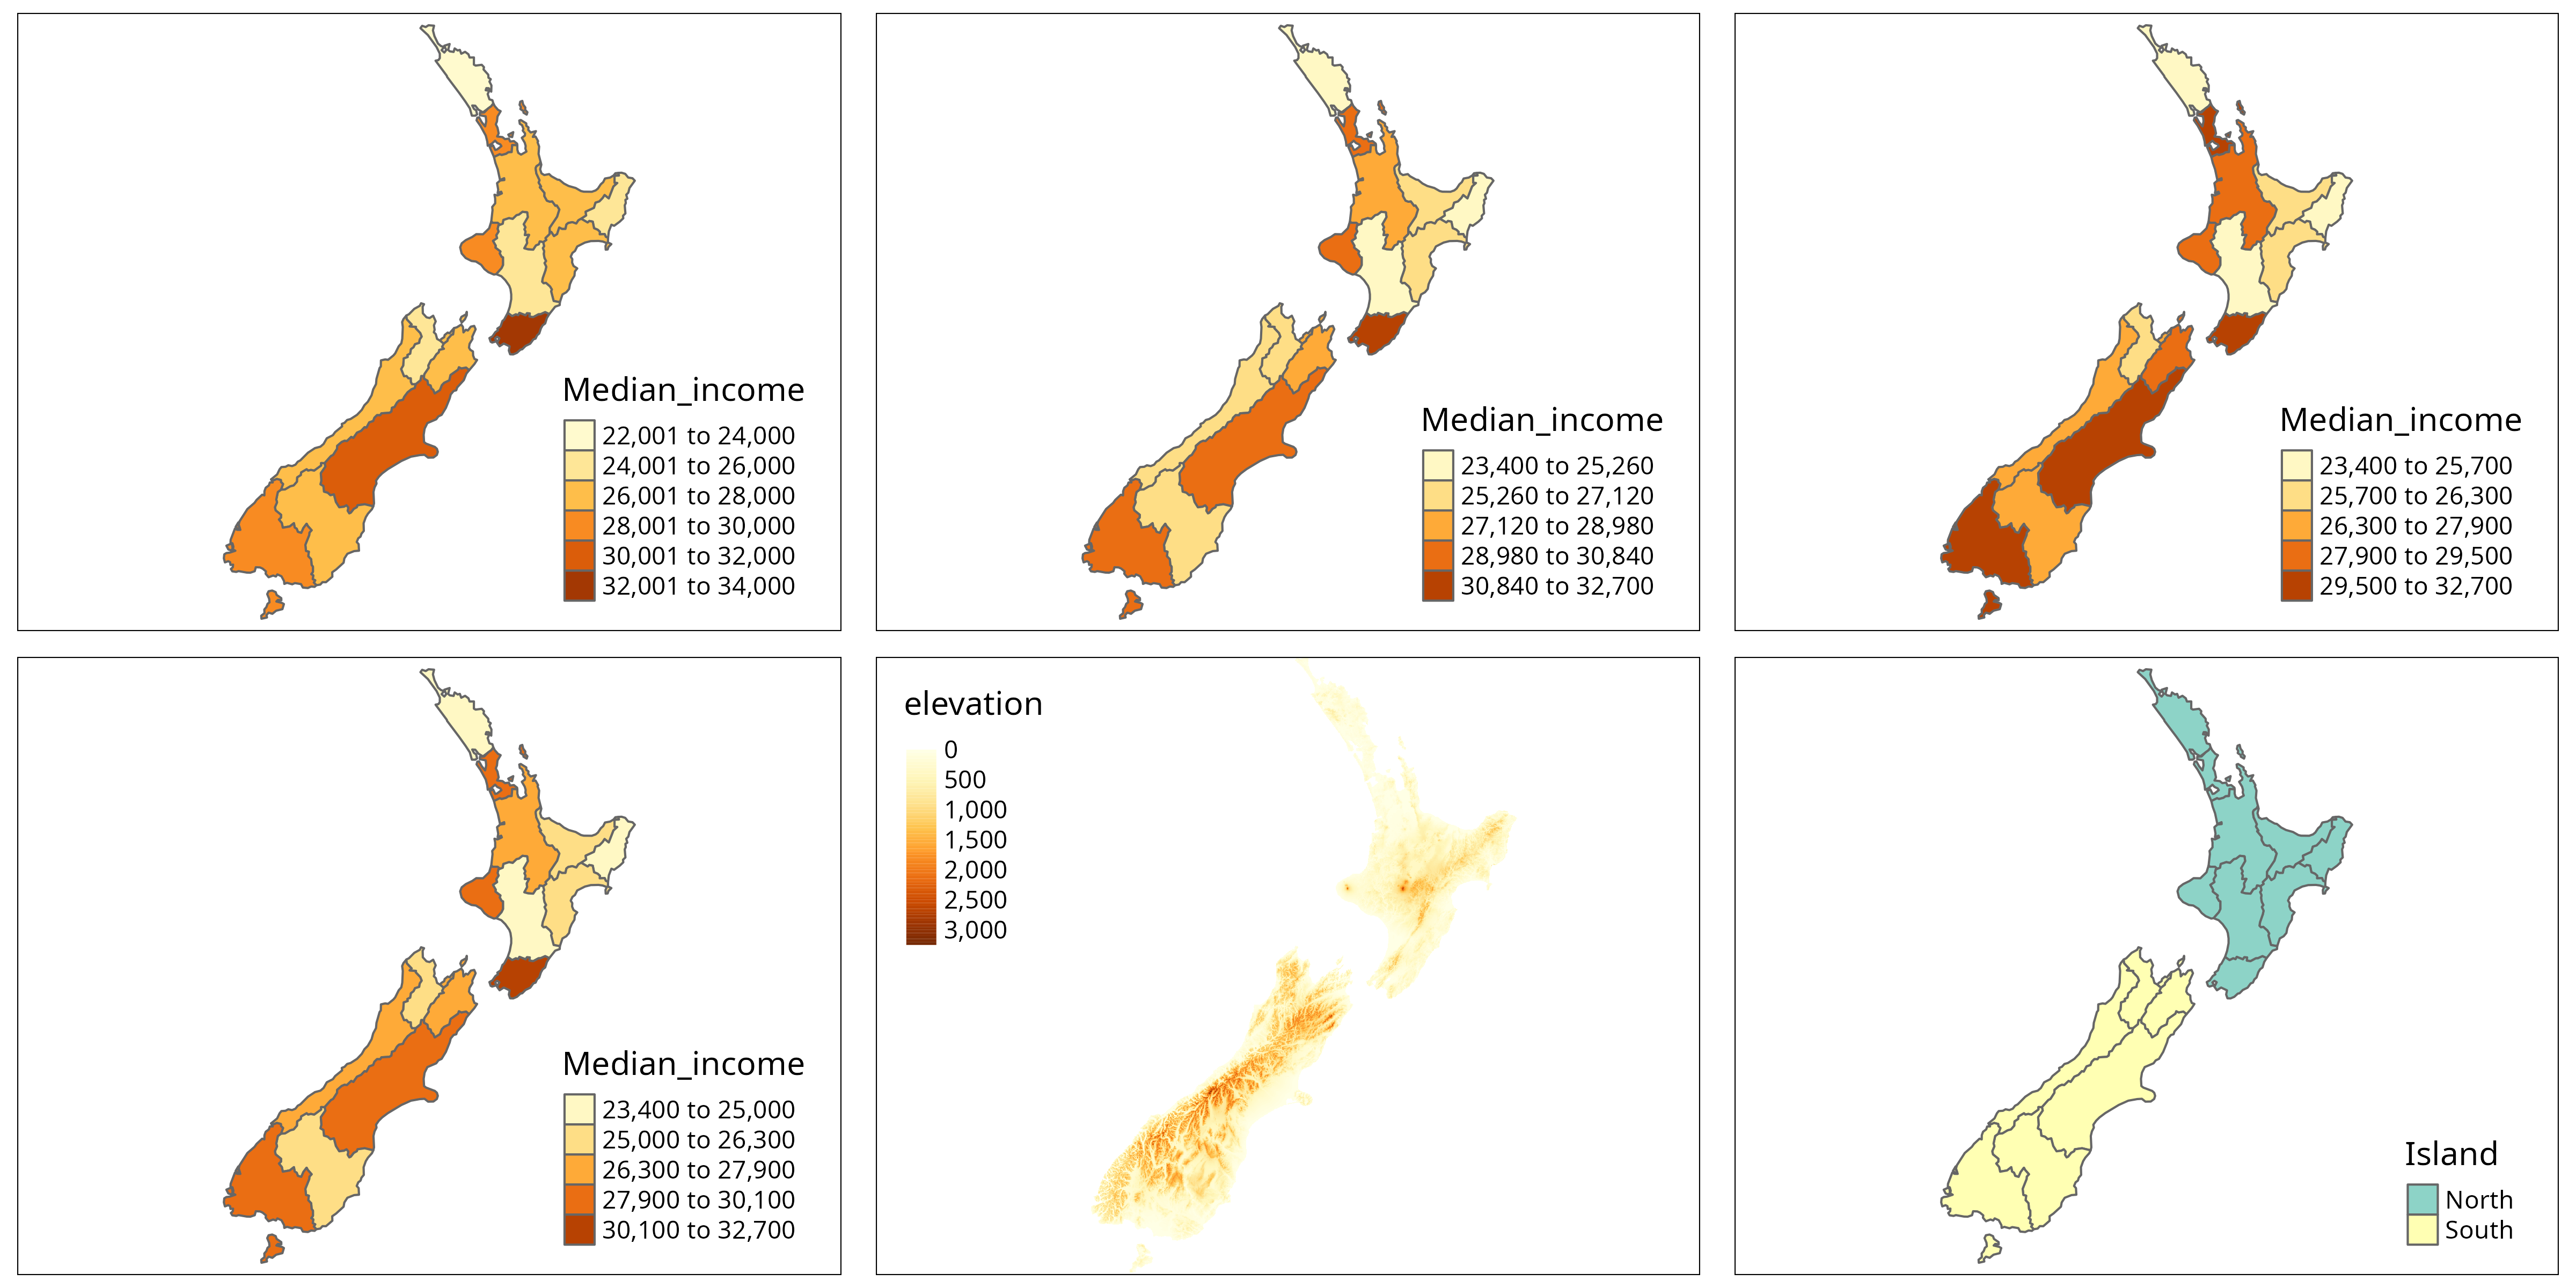 Median_income
22,001 to 24,000
24,001 to 26,000
26,001 to 28,000
28,001 to 30,000
30,001 to 32,000
32,001 to 34,000
Median_income
23,400 to 25,260
25,260 to 27,120
27,120 to 28,980
28,980 to 30,840
30,840 to 32,700
Median_income
23,400 to 25,700
25,700 to 26,300
26,300 to 27,900
27,900 to 29,500
29,500 to 32,700
Median_income
23,400 to 25,000
25,000 to 26,300
26,300 to 27,900
27,900 to 30,100
30,100 to 32,700
elevation
0
500
1,000
1,500
2,000
2,500
3,000
Island
North
South